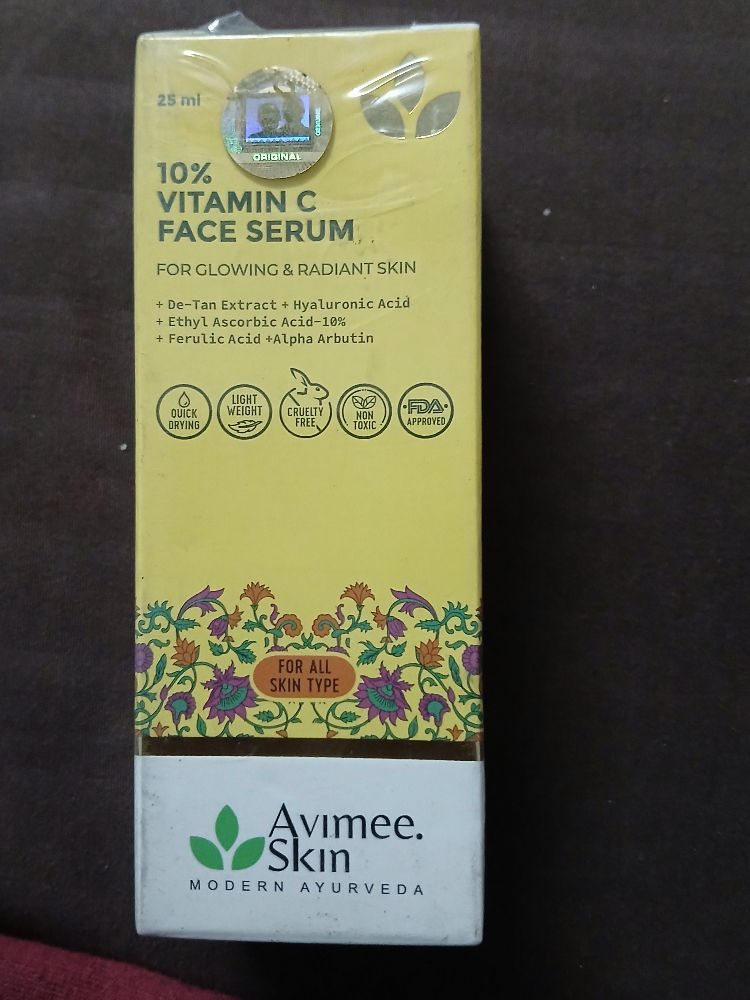 25 ml
ORIGINAL
GENUINE
10%
VITAMIN C
FACE SERUM
FOR GLOWING & RADIANT SKIN
+ De-Tan Extract + Hyaluronic Acid
+ Ethyl Ascorbic Acid-10%
+ Ferulic Acid +Alpha Arbutin
QUICK
DRYING
LIGHT
WEIGHT
CRUELTY
FREE
NON
TOXIC
FDA
APPROVED
FOR ALL
SKIN TYPE
Avimee.
Skin
MODERN AYURVEDA